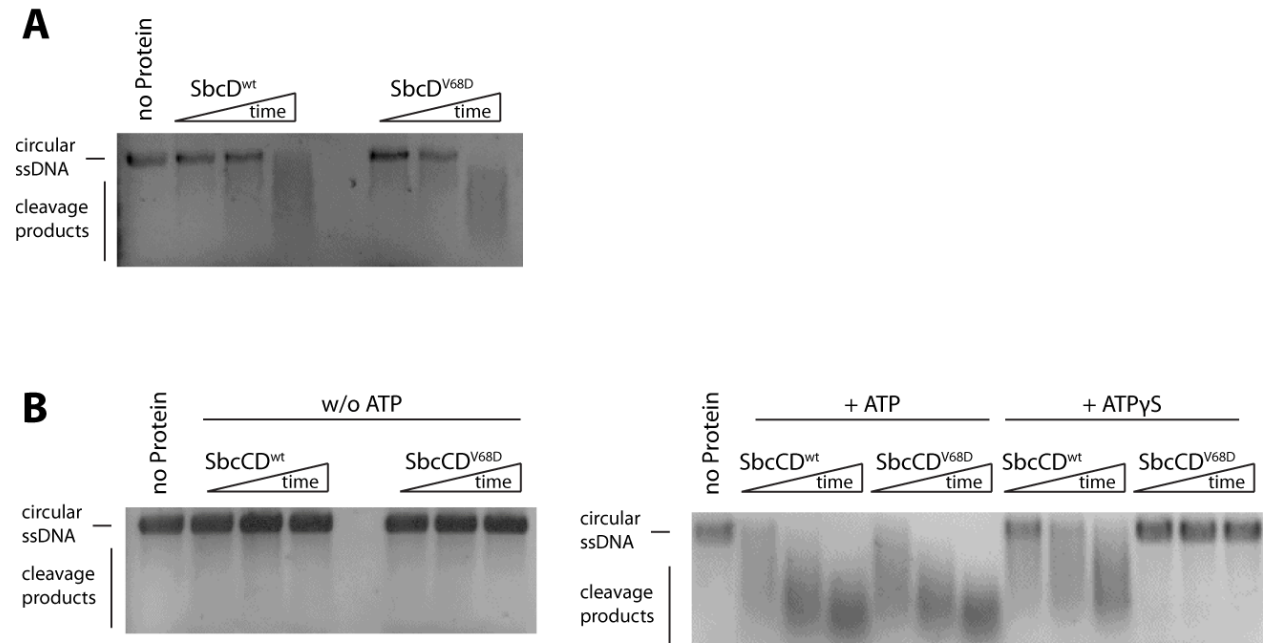 A
no Protein
SbcD^wt
SbcD^V68D
time
time
circular
ssDNA
cleavage
products
B
no Protein
w/o ATP
SbcCD^wt
SbcCD^V68D
time
time
circular
ssDNA
cleavage
products
no Protein
+ ATP
+ ATPγS
SbcCD^wt
SbcCD^V68D
SbcCD^wt
SbcCD^V68D
time
time
time
time
circular
ssDNA
cleavage
products